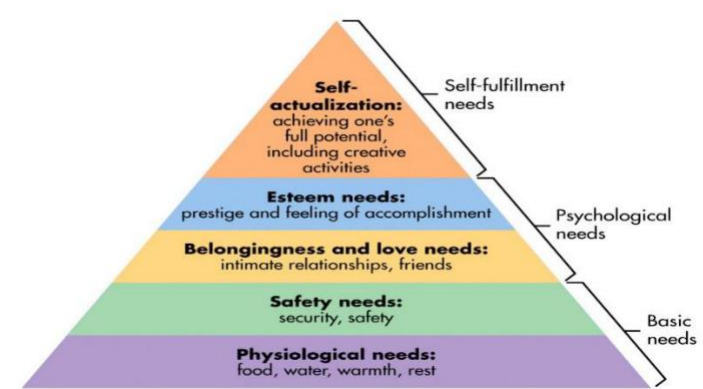 Self-
actualization:
achieving one's
full potential,
including creative
activities
Self-fulfillment
needs
Esteem needs:
prestige and feeling of accomplishment
Psychological
needs
Belongingness and love needs:
intimate relationships, friends
Safety needs:
security, safety
Basic
needs
Physiological needs:
food, water, warmth, rest